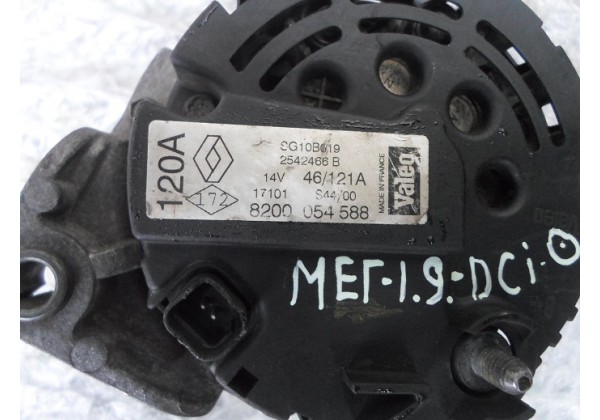 120A
SG10B019
2542466 B
14V 46/121A
172
17101 S44/00
8200 054 588
MADE IN FRANCE
Valeo
МЕГ-1.9.-DCi-